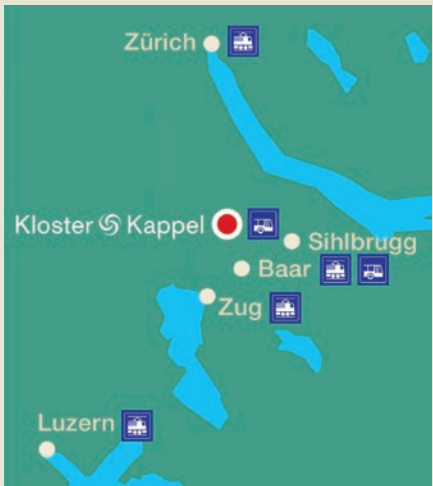 Zürich
Kloster Kappel
Sihlbrugg
Baar
Zug
Luzern